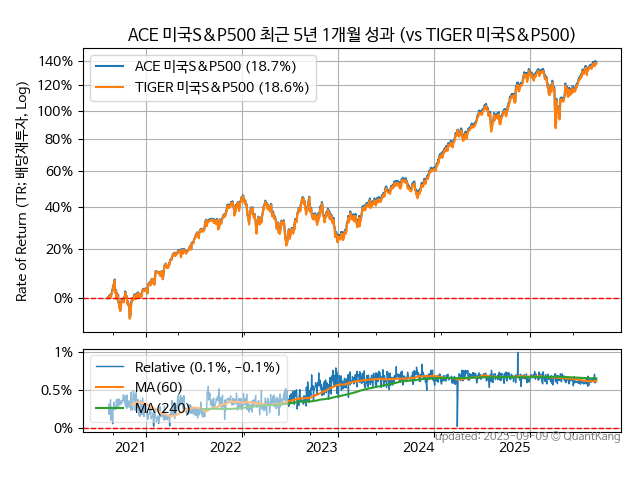 ACE 미국S&P500 최근 5년 1개월 성과 (vs TIGER 미국S&P500)
Rate of Return (TR; 배당재투자, Log)
140%
120%
100%
80%
60%
40%
20%
0%
ACE 미국S&P500 (18.7%)
TIGER 미국S&P500 (18.6%)
1%
0.5%
0%
Relative (0.1%, -0.1%)
MA(60)
MA(240)
2021
2022
2023
2024
2025
updated: 2025-09-09 © QuantKang